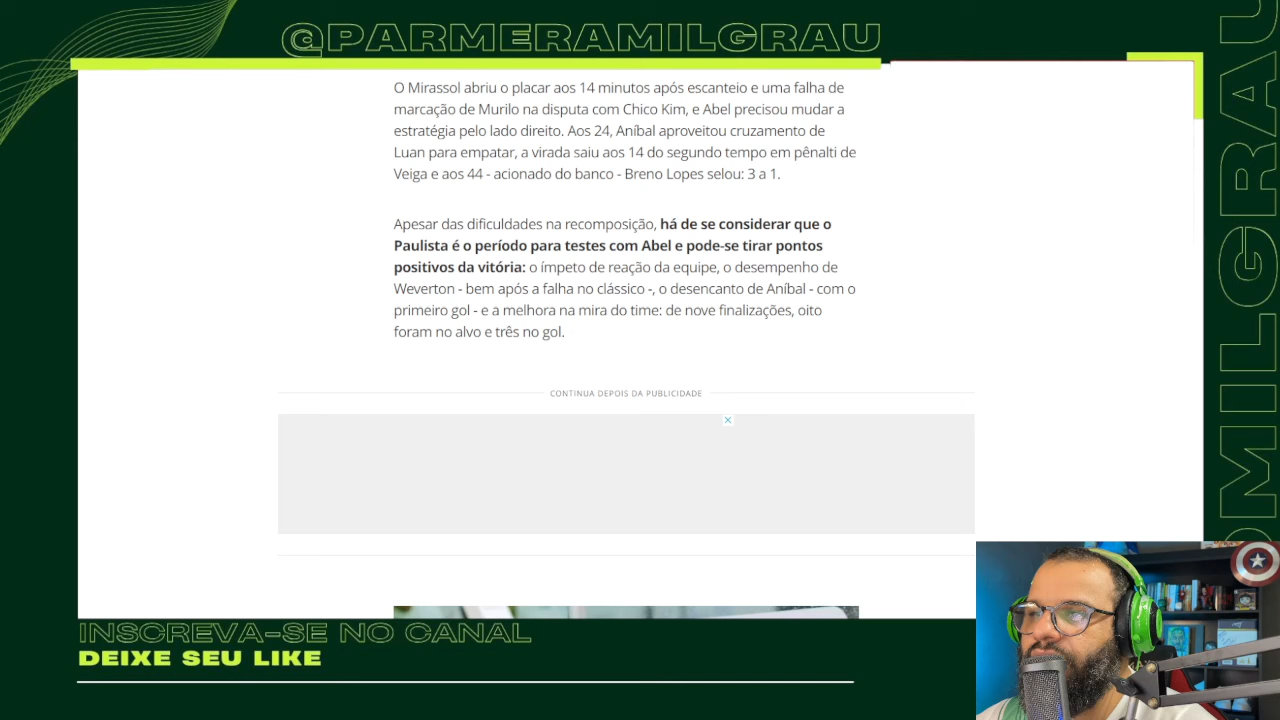 @PARMERAMILGRAU
O Mirassol abriu o placar aos 14 minutos após escanteio e uma falha de
marcação de Murilo na disputa com Chico Kim, e Abel precisou mudar a
estratégia pelo lado direito. Aos 24, Aníbal aproveitou cruzamento de
Luan para empatar, a virada saiu aos 14 do segundo tempo em pênalti de
Veiga e aos 44 - acionado do banco - Breno Lopes selou: 3 a 1.
Apesar das dificuldades na recomposição, há de se considerar que o
Paulista é o período para testes com Abel e pode-se tirar pontos
positivos da vitória: o ímpeto de reação da equipe, o desempenho de
Weverton - bem após a falha no clássico -, o desencanto de Aníbal - com o
primeiro gol - e a melhora na mira do time: de nove finalizações, oito
foram no alvo e três no gol.
CONTINUA DEPOIS DA PUBLICIDADE
INSCREVA-SE NO CANAL
DEIXE SEU LIKE
OMILGRAU